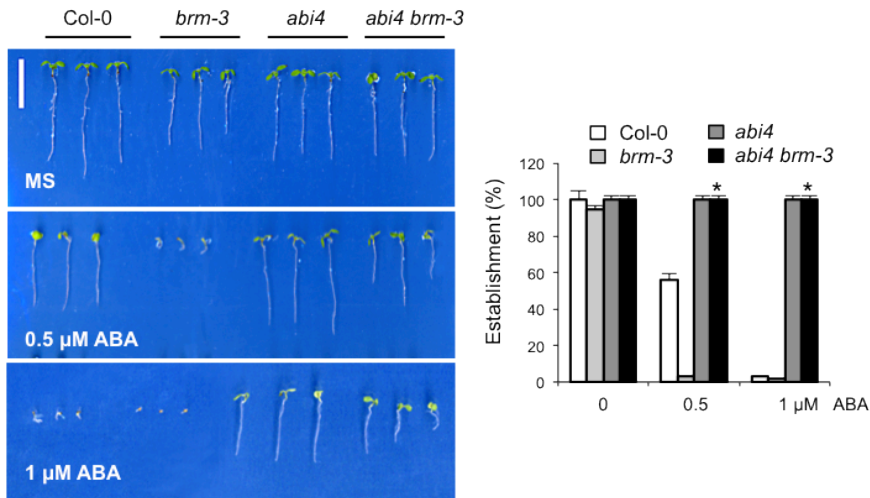 Col-0 brm-3 abi4 abi4 brm-3
MS
0.5 µM ABA
1 µM ABA
Col-0 abi4
brm-3 abi4 brm-3
Establishment (%)
120
100
80
60
40
20
0
* *
0 0.5 1 µM ABA